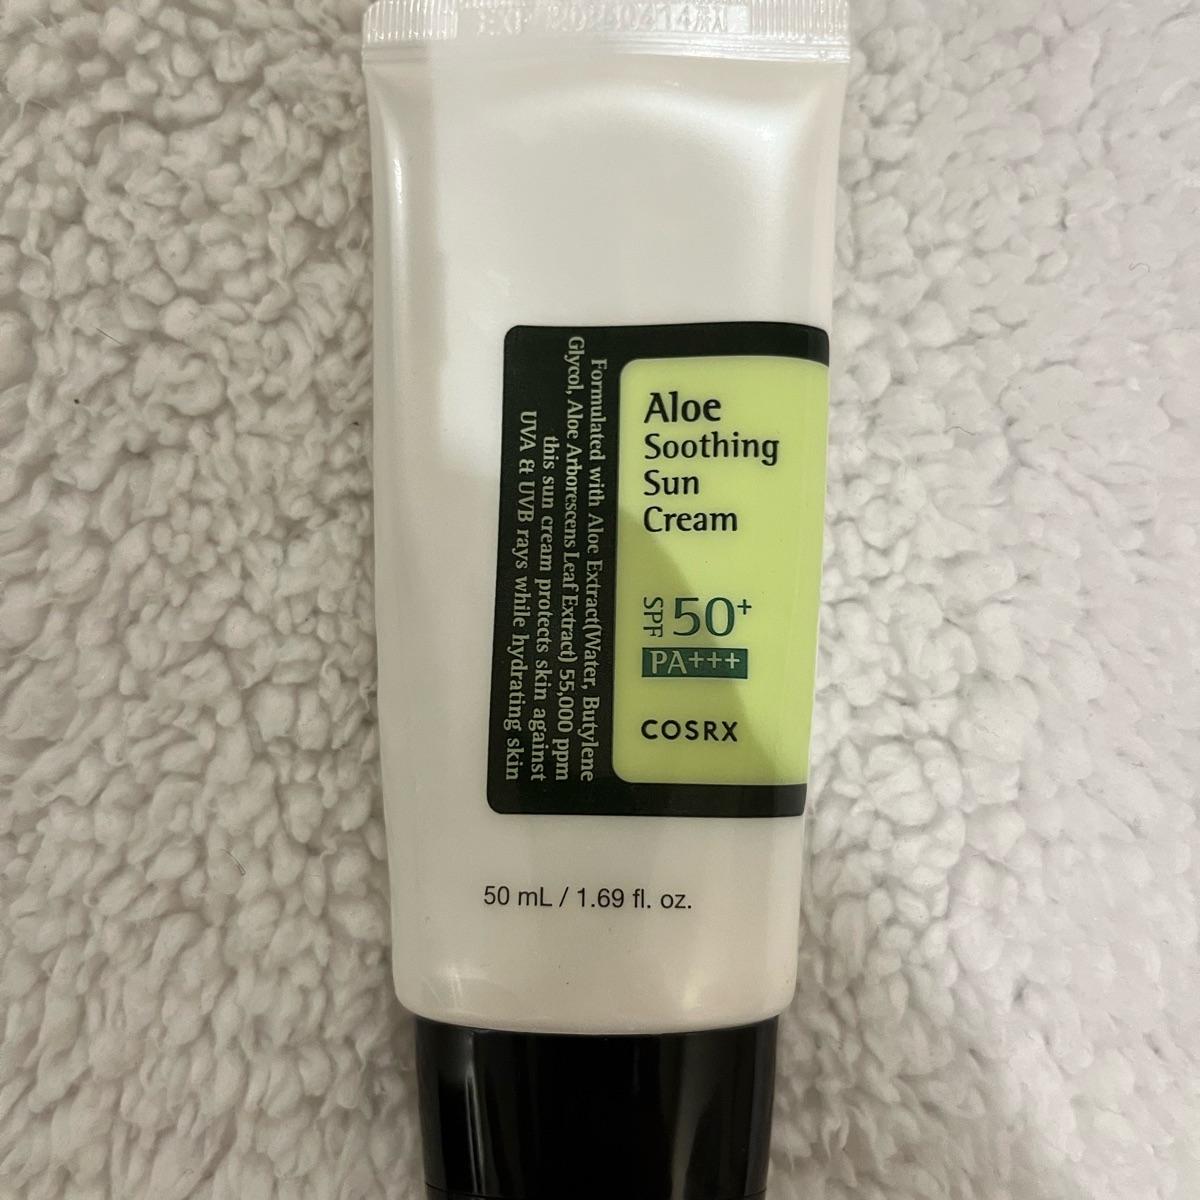 EXP 20240414
Aloe
Soothing
Sun
Cream
SPF 50+
PA+++
COSRX
Formulated with Aloe Extract(Water, Butylene
Glycol, Aloe Arborescens Leaf Extract) 55,000 ppm
this sun cream protects skin against
UVA & UVB rays while hydrating skin
50 mL / 1.69 fl. oz.